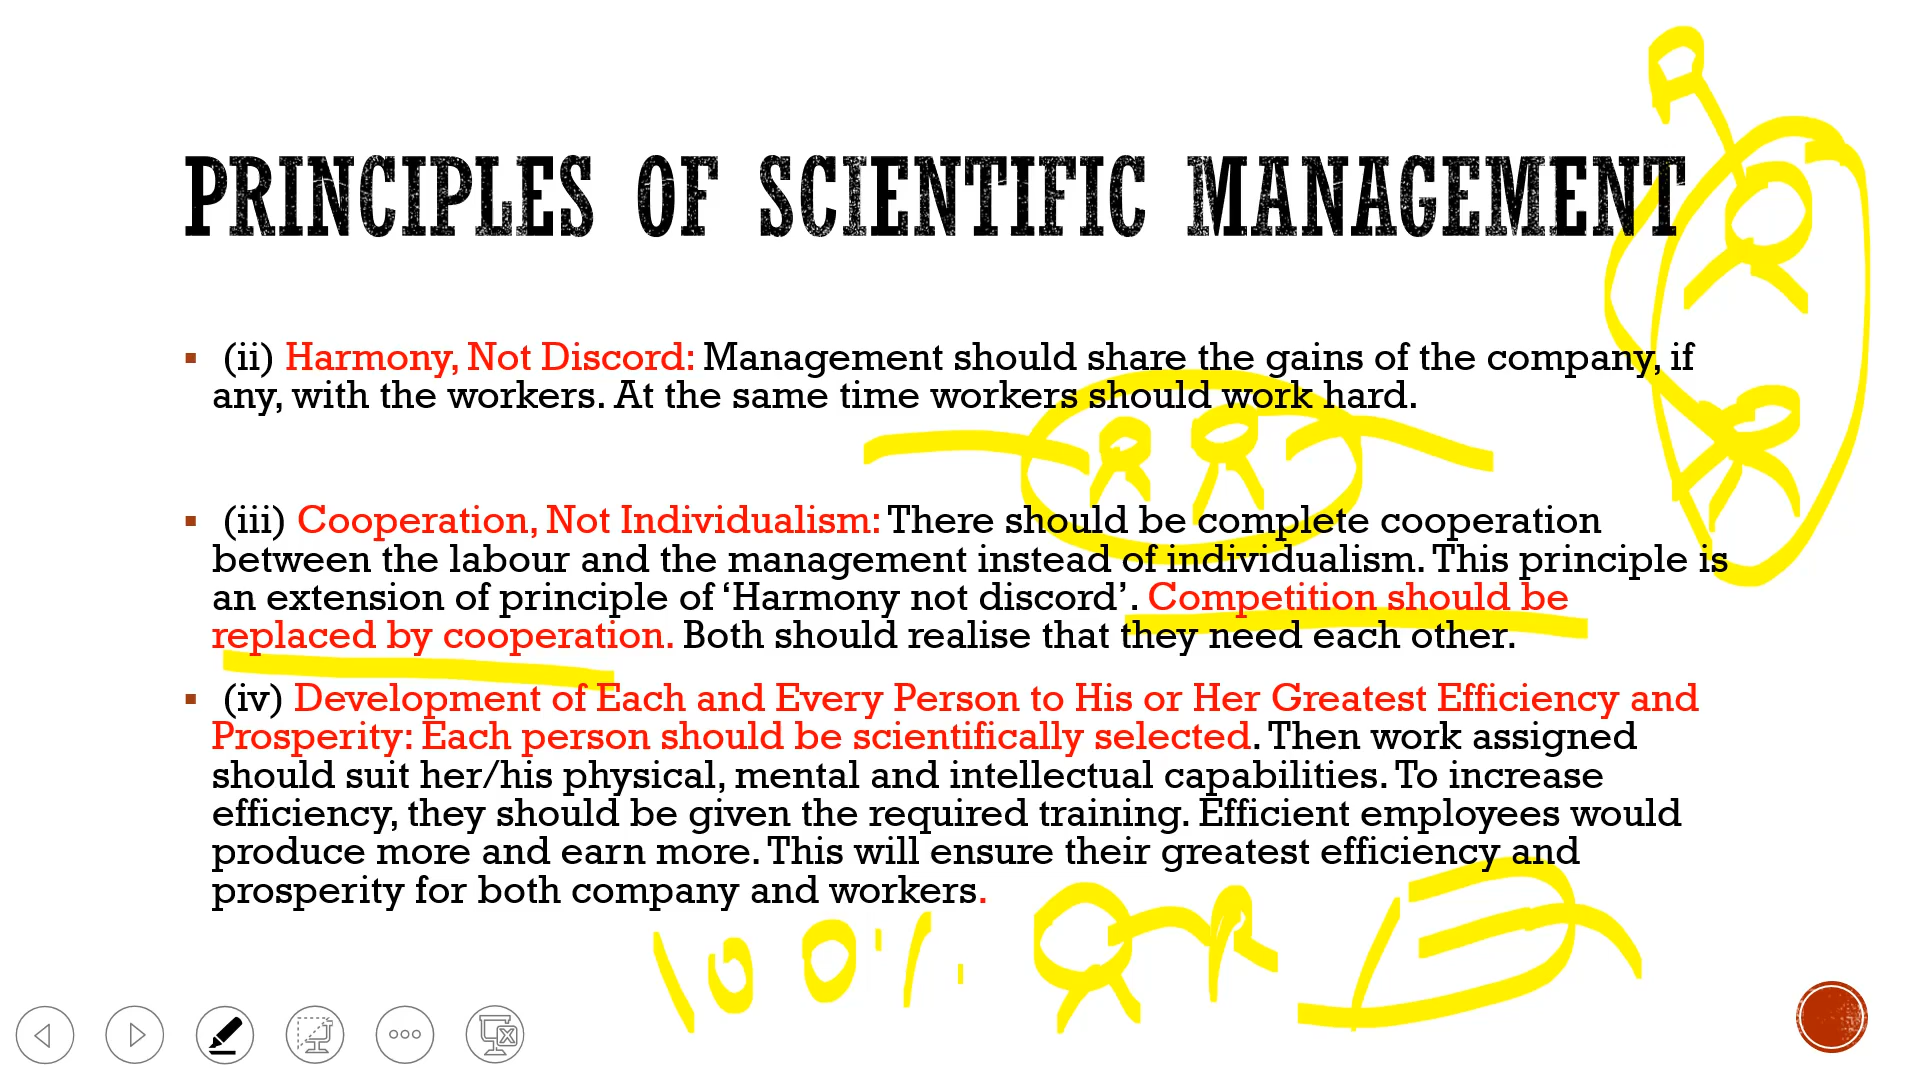 PRINCIPLES OF SCIENTIFIC MANAGEMENT
▪ (ii) Harmony, Not Discord: Management should share the gains of the company, if
any, with the workers. At the same time workers should work hard.
▪ (iii) Cooperation, Not Individualism: There should be complete cooperation
between the labour and the management instead of individualism. This principle is
an extension of principle of ‘Harmony not discord’. Competition should be
replaced by cooperation. Both should realise that they need each other.
▪ (iv) Development of Each and Every Person to His or Her Greatest Efficiency and
Prosperity: Each person should be scientifically selected. Then work assigned
should suit her/his physical, mental and intellectual capabilities. To increase
efficiency, they should be given the required training. Efficient employees would
produce more and earn more. This will ensure their greatest efficiency and
prosperity for both company and workers.
100%